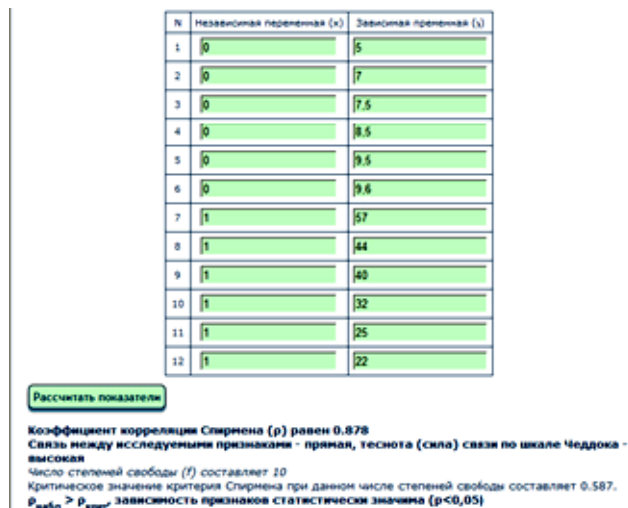 N Независимая переменная (x) Зависимая пременная (y)
1 0 5
2 0 7
3 0 7,5
4 0 8,5
5 0 9,5
6 0 9,6
7 1 57
8 1 44
9 1 40
10 1 32
11 1 25
12 1 22
Рассчитать показатели
Коэффициент корреляции Спирмена (ρ) равен 0.878
Связь между исследуемыми признаками - прямая, теснота (сила) связи по шкале Чеддока -
высокая
Число степеней свободы (f) составляет 10
Критическое значение критерия Спирмена при данном числе степеней свободы составляет 0.587.
ρнабл > ρкрит, зависимость признаков статистически значима (p<0,05)